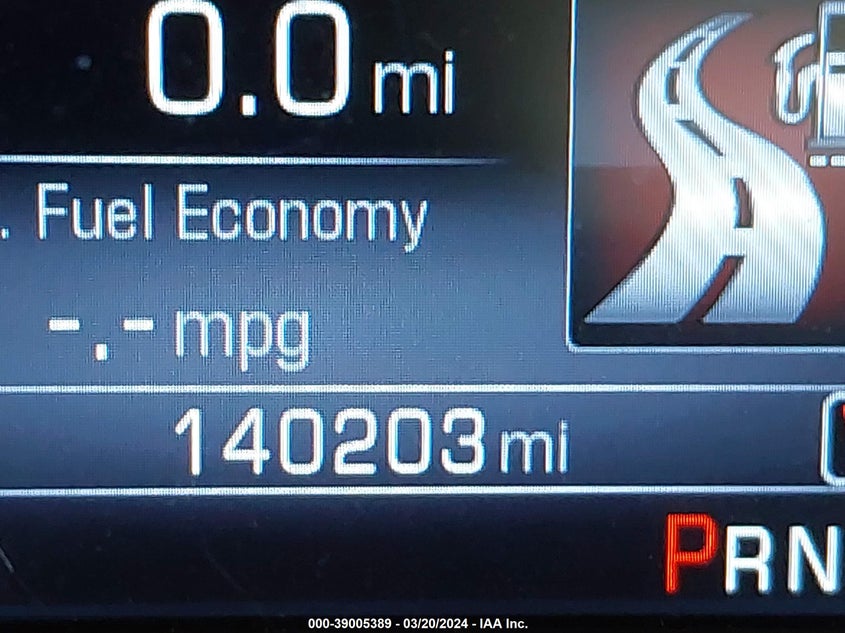 0.0 mi
. Fuel Economy
-.- mpg
140203 mi
PRN
000-39005389 - 03/20/2024 - IAA Inc.